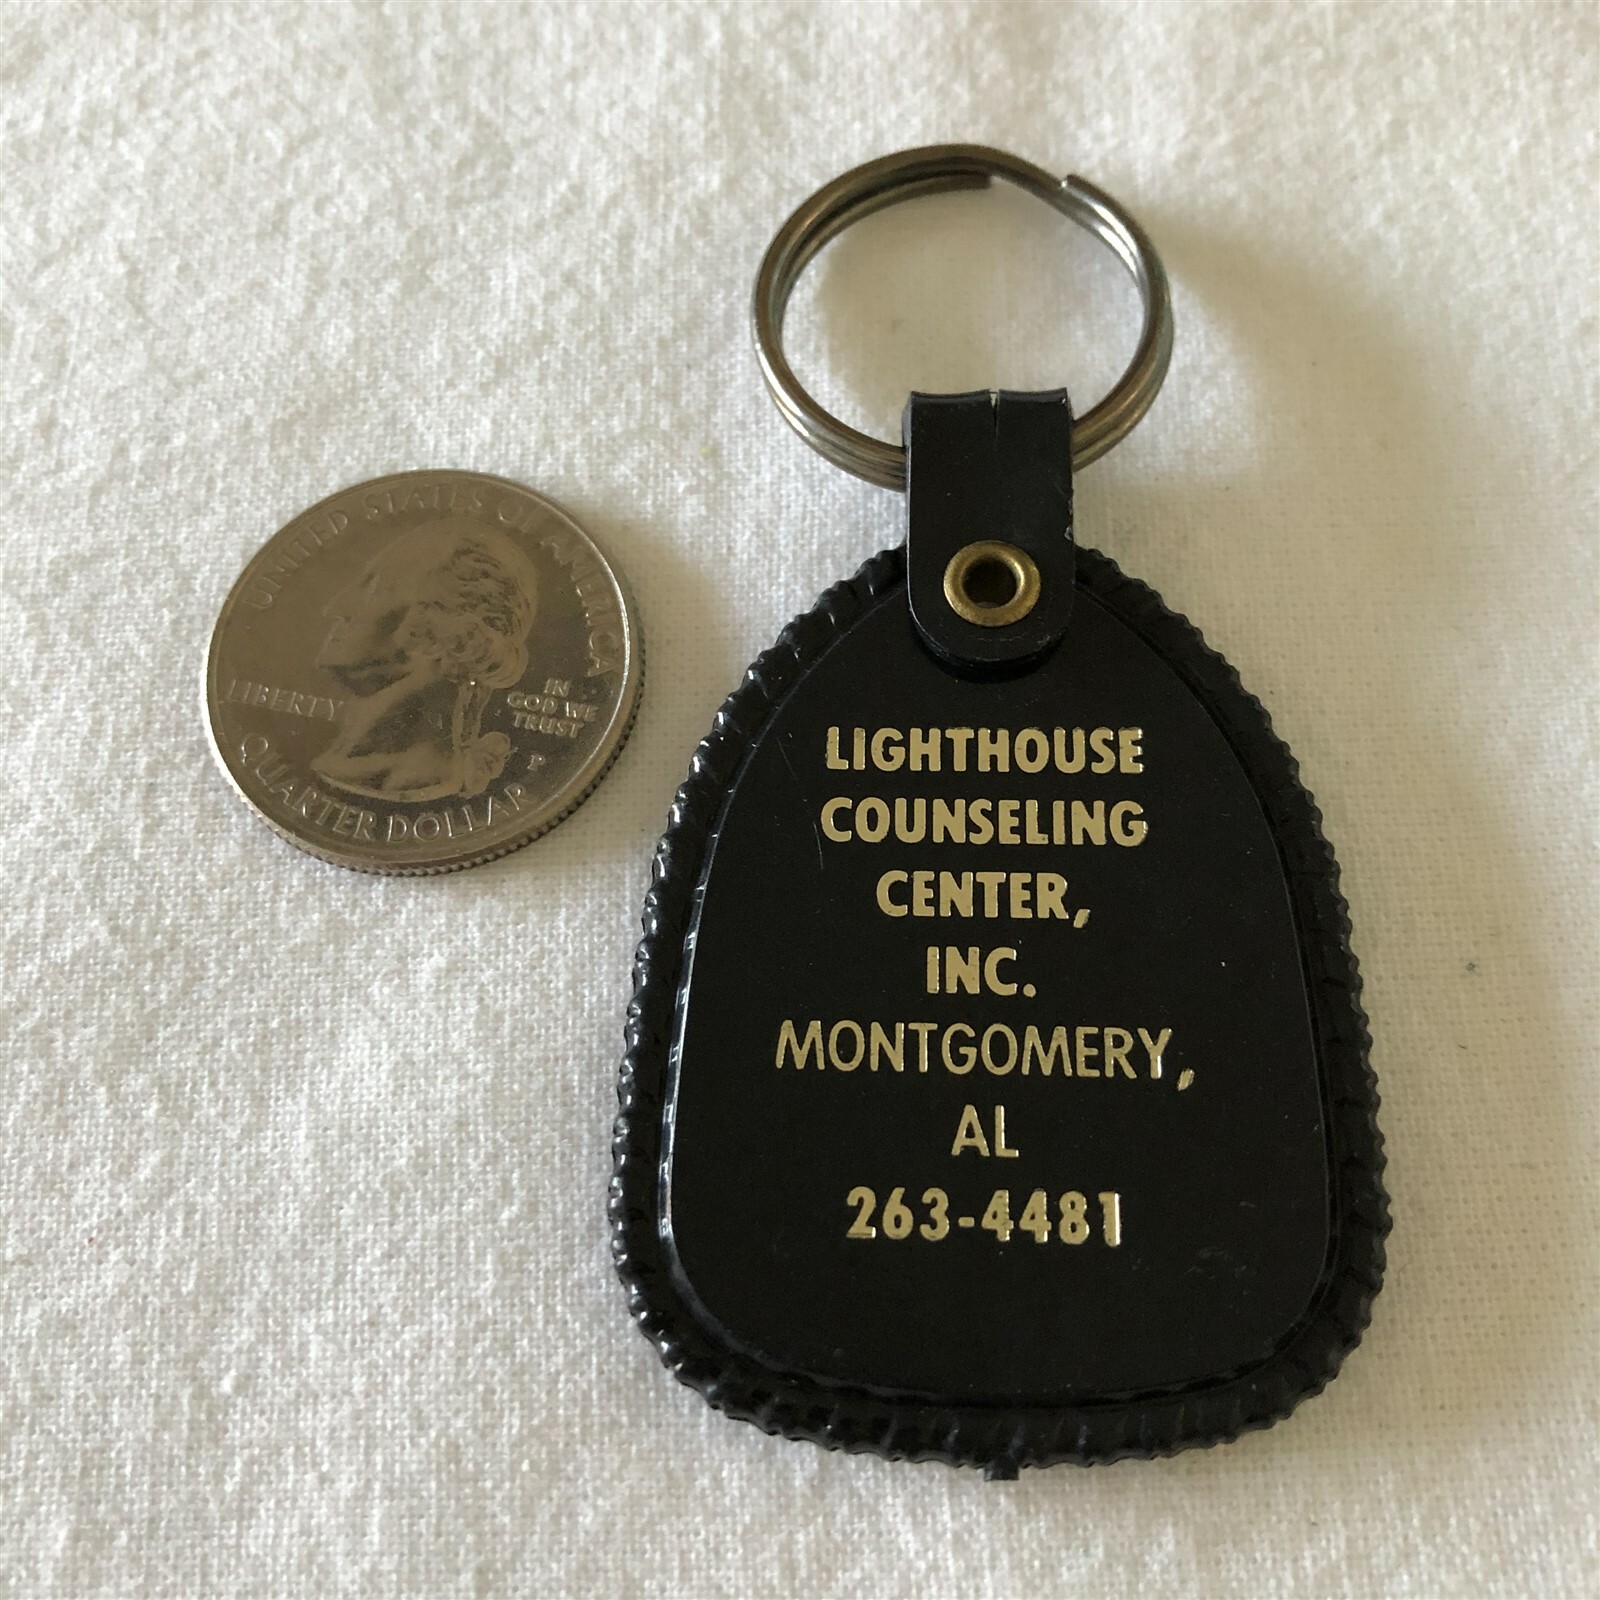 UNITED STATES OF AMERICA
LIBERTY
IN
GOD WE
TRUST
P
QUARTER DOLLAR
LIGHTHOUSE
COUNSELING
CENTER,
INC.
MONTGOMERY,
AL
263-4481